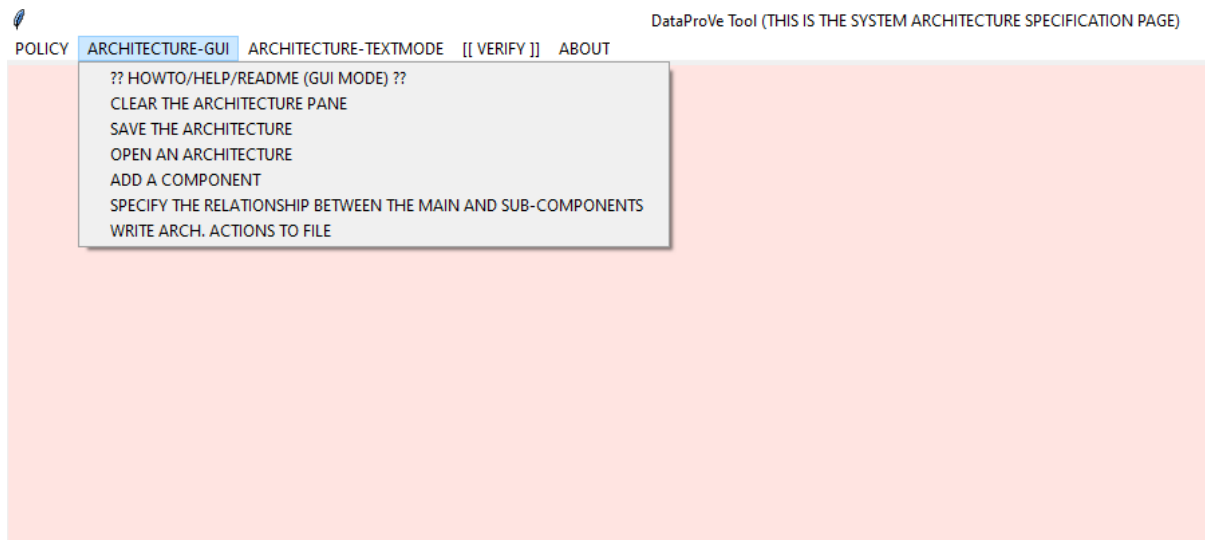 DataProVe Tool (THIS IS THE SYSTEM ARCHITECTURE SPECIFICATION PAGE)
POLICY ARCHITECTURE-GUI ARCHITECTURE-TEXTMODE [[ VERIFY ]] ABOUT
?? HOWTO/HELP/README (GUI MODE) ??
CLEAR THE ARCHITECTURE PANE
SAVE THE ARCHITECTURE
OPEN AN ARCHITECTURE
ADD A COMPONENT
SPECIFY THE RELATIONSHIP BETWEEN THE MAIN AND SUB-COMPONENTS
WRITE ARCH. ACTIONS TO FILE